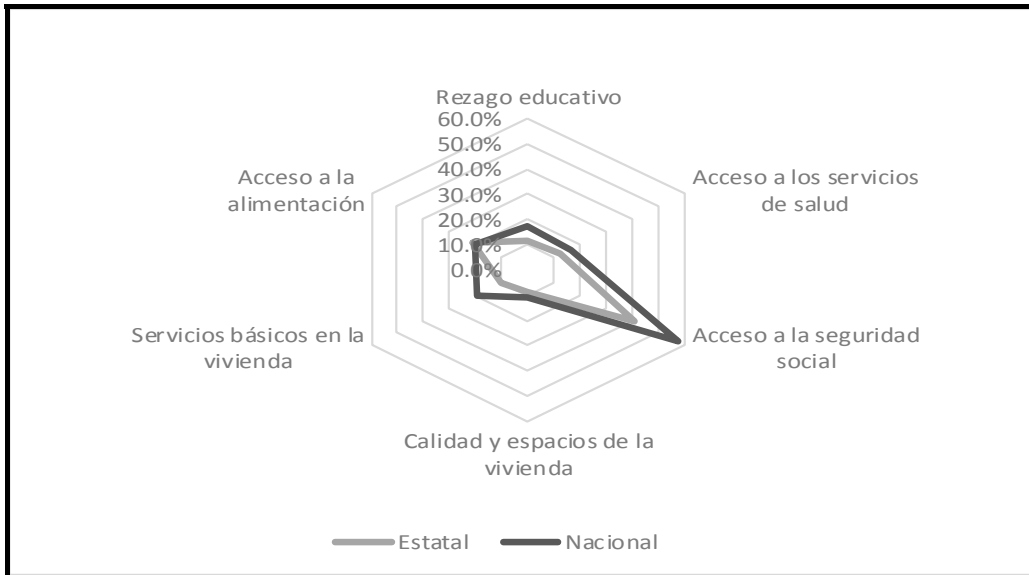 Rezago educativo
60.0%
50.0%
40.0%
30.0%
20.0%
10.0%
0.0%
Acceso a los servicios
de salud
Acceso a la seguridad
social
Calidad y espacios de la
vivienda
Servicios básicos en la
vivienda
Acceso a la
alimentación
Estatal
Nacional